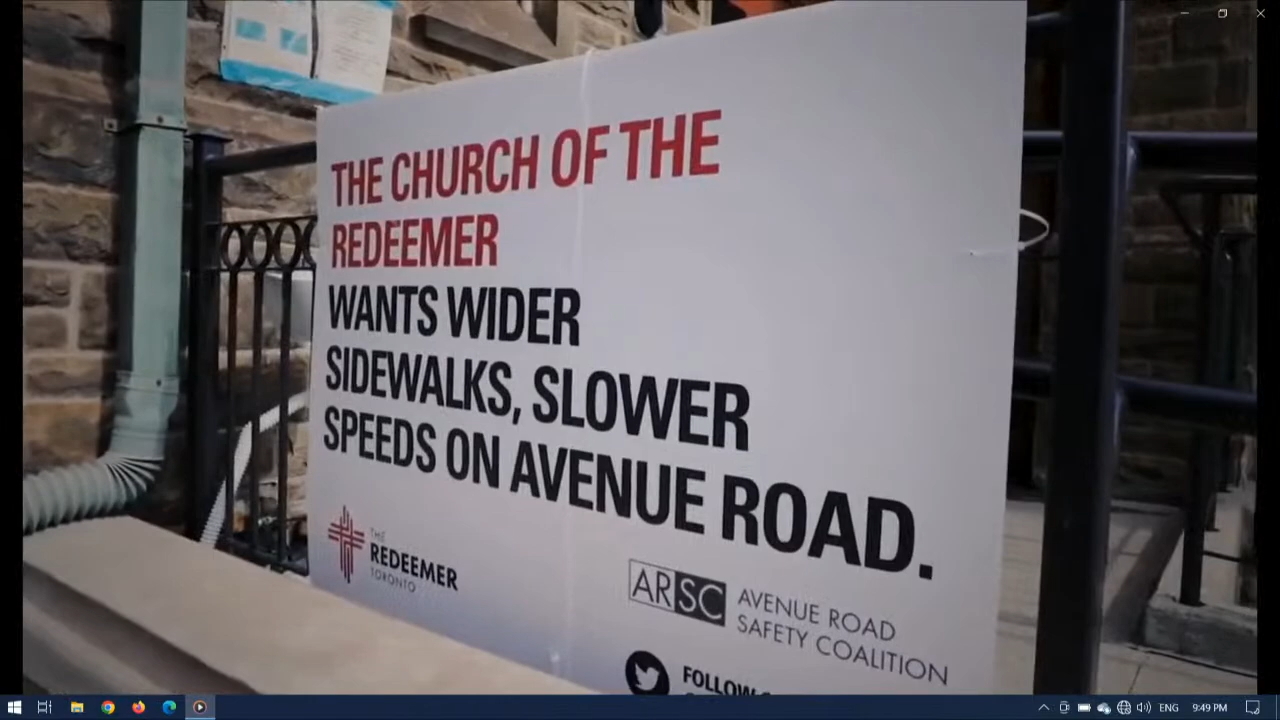 THE CHURCH OF THE
REDEEMER
WANTS WIDER
SIDEWALKS, SLOWER
SPEEDS ON AVENUE ROAD.
THE
REDEEMER
TORONTO
ARSC
AVENUE ROAD
SAFETY COALITION
FOLLOW
ENG
9:49 PM